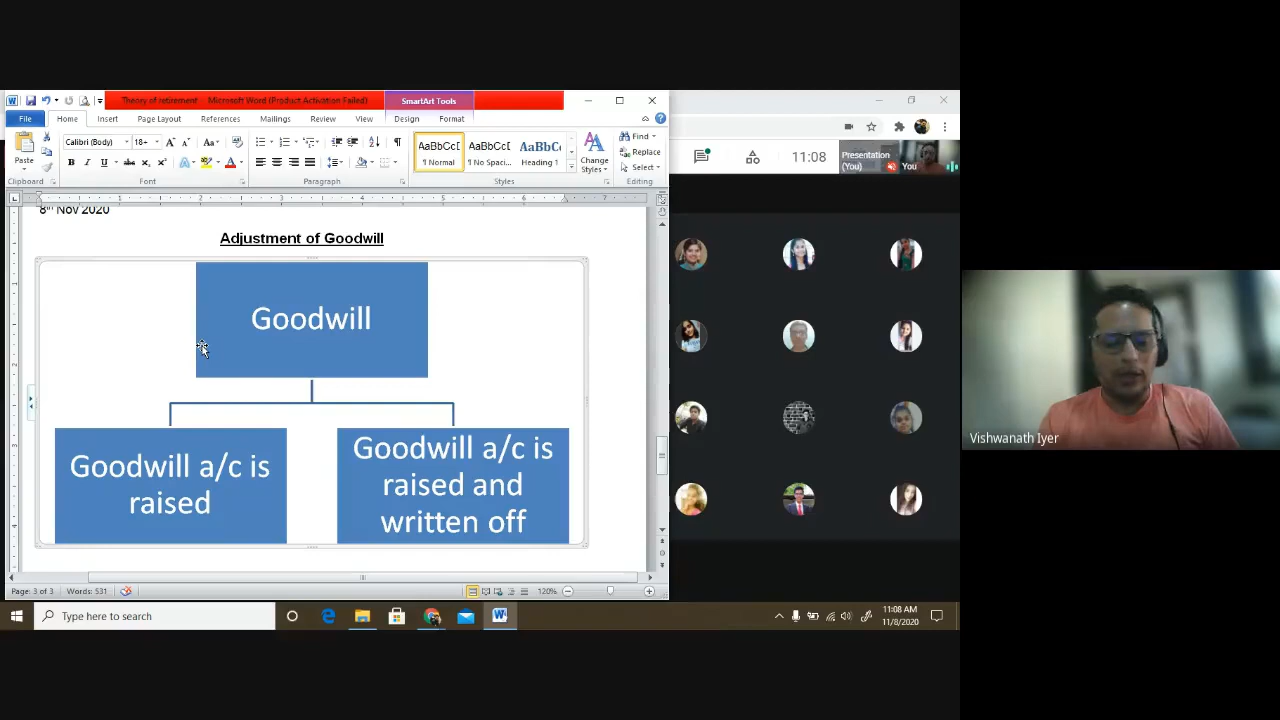 Theory of retirement - Microsoft Word (Product Activation Failed)
SmartArt Tools
File Home Insert Page Layout References Mailings Review View Design Format
Paste
Calibri (Body) 18+
AaBbCcI AaBbCcI AaBbCc
¶ Normal ¶ No Spaci... Heading 1
Change
Styles
Find
Replace
Select
Clipboard Font Paragraph Styles Editing
8th Nov 2020
Adjustment of Goodwill
Goodwill
Goodwill a/c is
raised
Goodwill a/c is
raised and
written off
Page: 3 of 3 Words: 531 120%
11:08
Presentation
(You)
You
Vishwanath Iyer
Type here to search
11:08 AM
11/8/2020